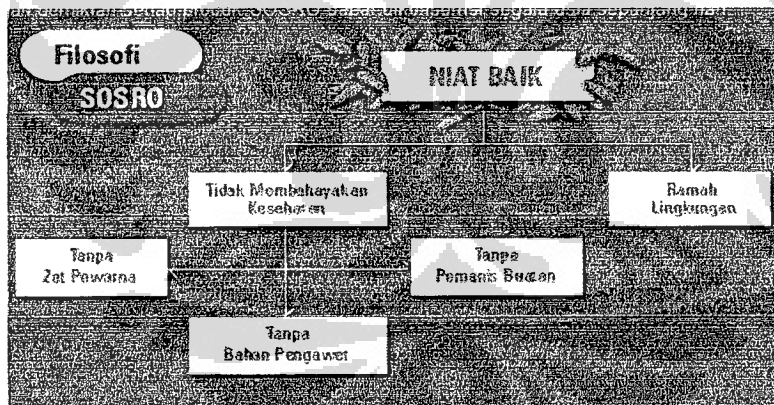 Filosofi
SOSRO
NIAT BAIK
Tidak Membahayakan
Kesehatan
Ramah
Lingkungan
Tanpa
Zat Pewarna
Tanpa
Pemanis Buatan
Tanpa
Bahan Pengawet